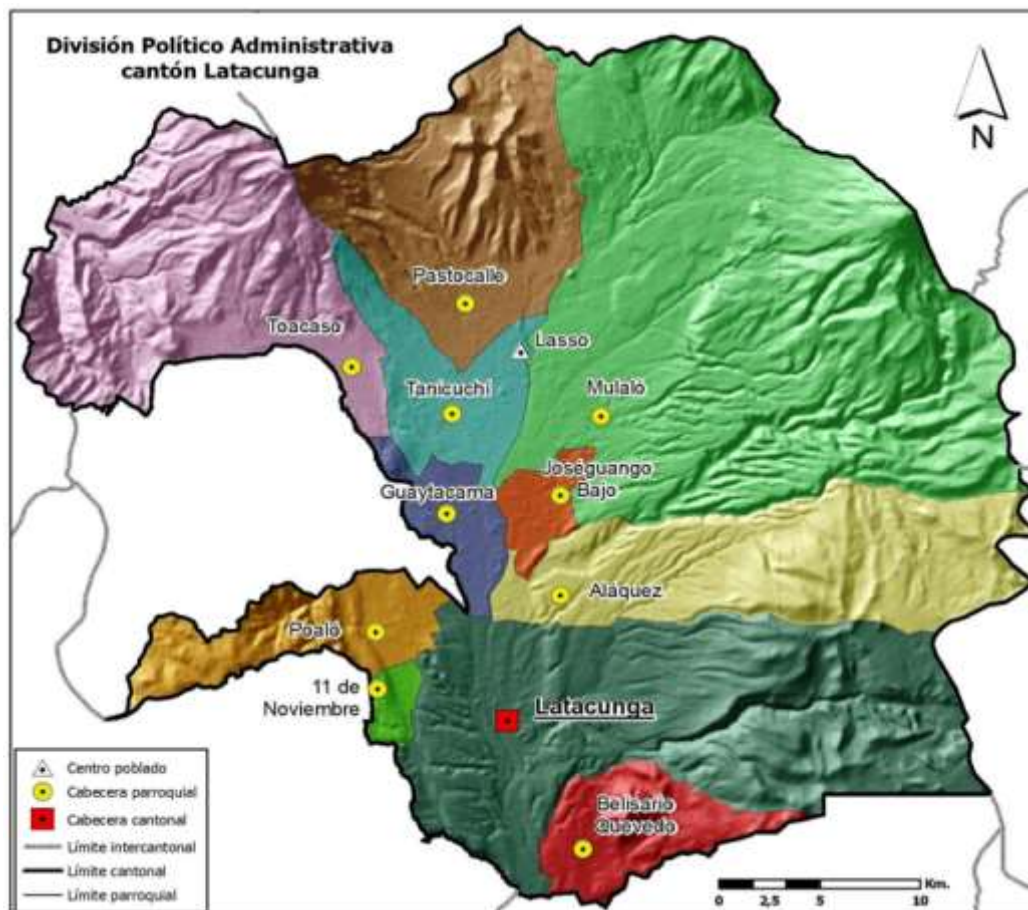 División Político Administrativa
cantón Latacunga
N
Pastocalle
Toacaso
Lasso
Tanicuchí
Mulaló
Joséguango
Bajo
Guaytacama
Aláquez
Poaló
11 de
Noviembre
Latacunga
Belisario
Quevedo
Centro poblado
Cabecera parroquial
Cabecera cantonal
Límite intercantonal
Límite cantonal
Límite parroquial
Km.
0 2,5 5 10